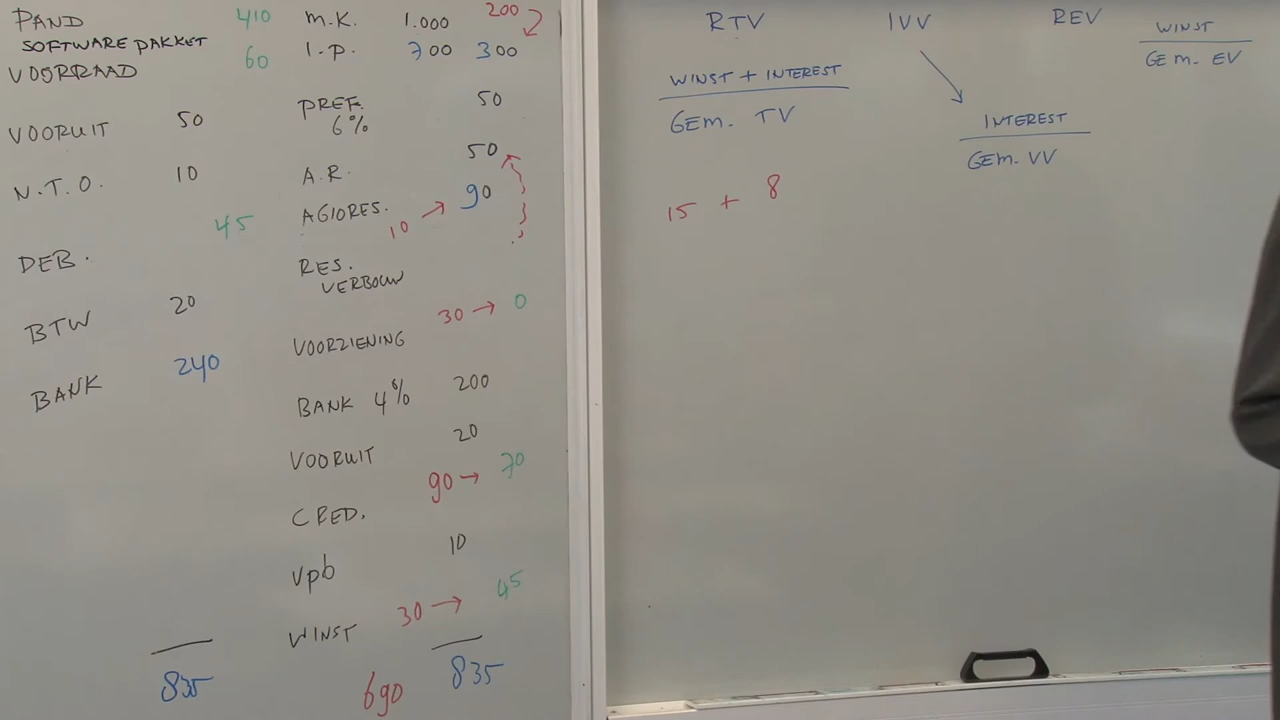 PAND 410
SOFTWARE PAKKET
VOORRAAD 60
VOORUIT 50
N.T.O. 10
45
DEB.
BTW 20
BANK 240
835
M.K. 1.000 200
I.P. 700 300
PREF. 50
6%
A.R. 50
AGIORES. 10 → 90
RES.
VERBOUW
VOORZIENING 30 → 0
BANK 4% 200
VOORUIT 20
CRED. 90 → 70
Vpb 10
WINST 30 → 45
690 835
RTV IVV REV WINST
GEM. EV
WINST + INTEREST
GEM. TV
INTEREST
GEM. VV
15 + 8